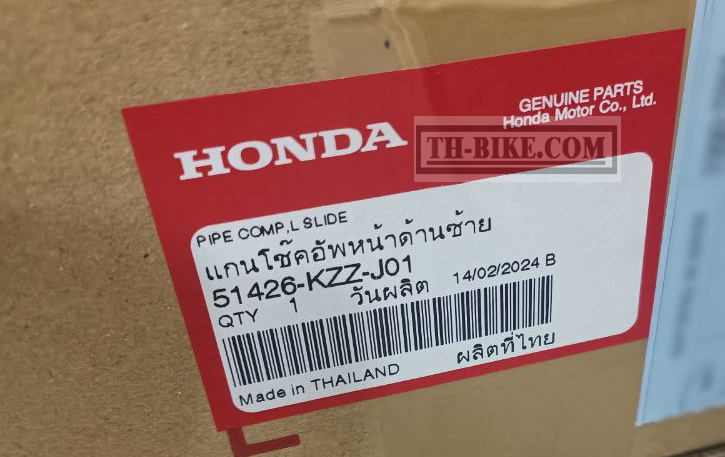 HONDA
GENUINE PARTS
Honda Motor Co., Ltd.
TH-BIKE.COM
PIPE COMP,L SLIDE
แกนโช๊คอัพหน้าด้านซ้าย
51426-KZZ-J01
QTY 1 วันผลิต 14/02/2024 B
Made in THAILAND ผลิตที่ไทย